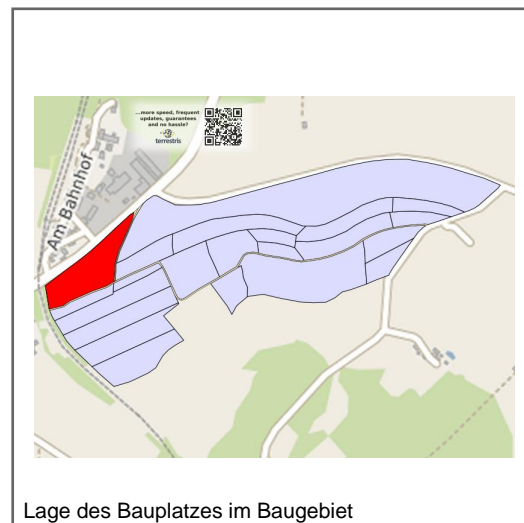 ...more speed, frequent
updates, guarantees
and no hassle?
terrestris
Am Bahnhof
Lage des Bauplatzes im Baugebiet